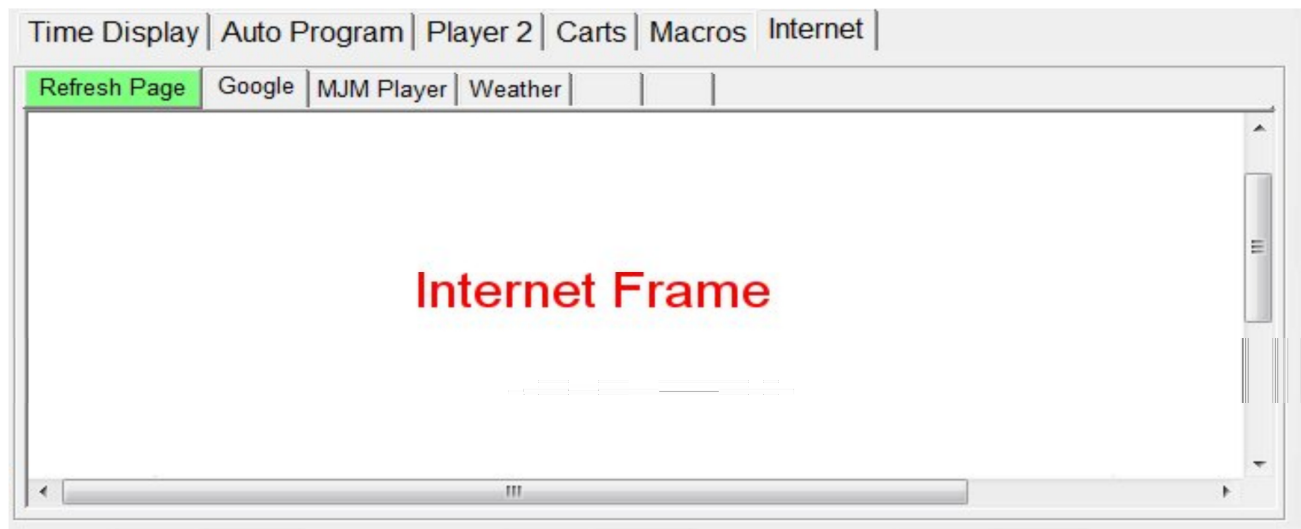 Time Display Auto Program Player 2 Carts Macros Internet
Refresh Page Google MJM Player Weather
Internet Frame